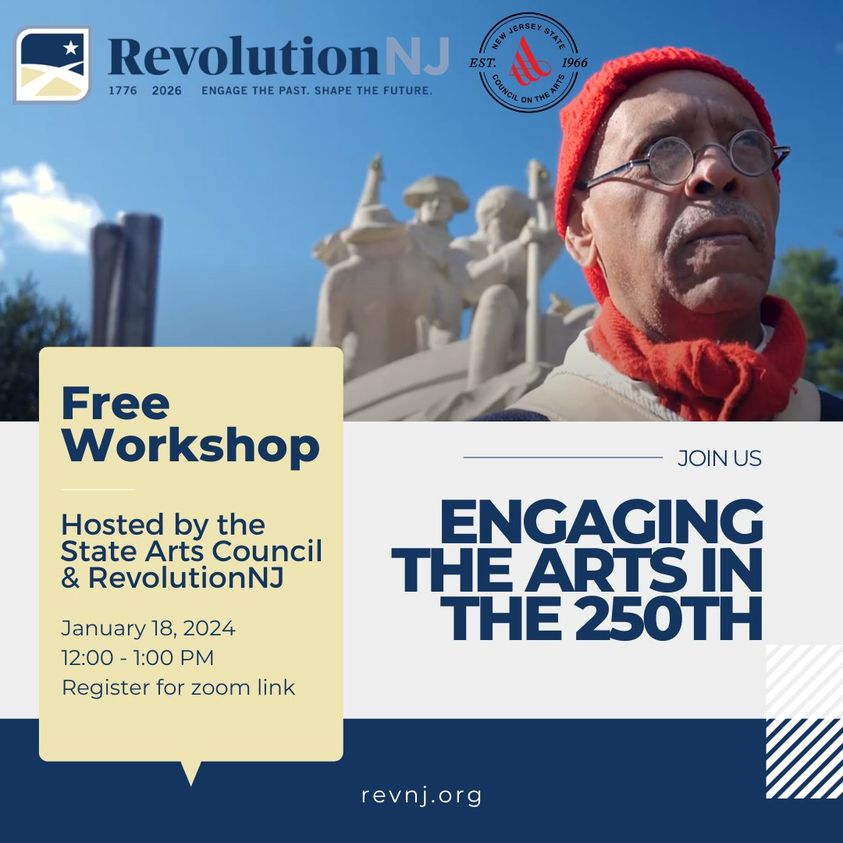 RevolutionNJ
1776 2026 ENGAGE THE PAST. SHAPE THE FUTURE.
NEW JERSEY STATE
EST. 1966
COUNCIL ON THE ARTS
Free
Workshop
Hosted by the
State Arts Council
& RevolutionNJ
January 18, 2024
12:00 - 1:00 PM
Register for zoom link
JOIN US
ENGAGING
THE ARTS IN
THE 250TH
revnj.org